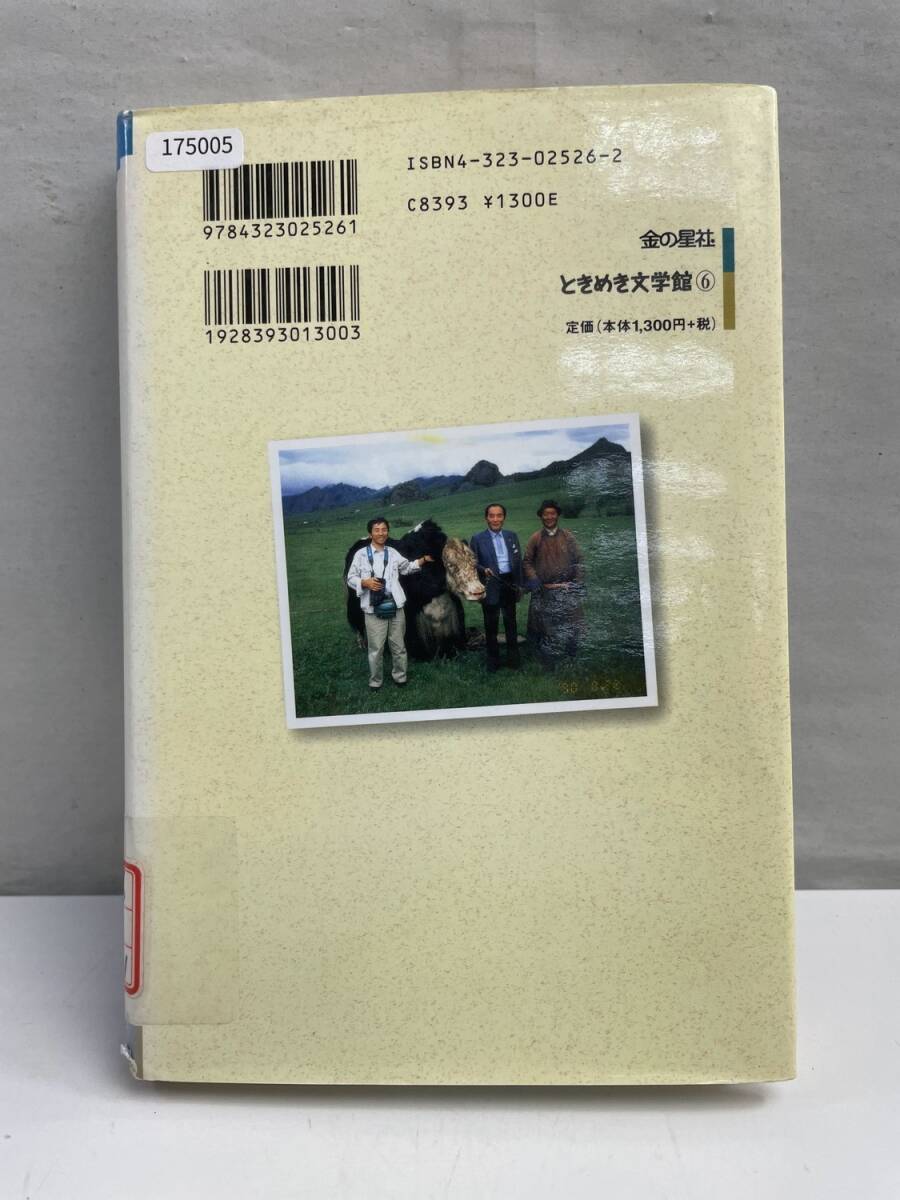 175005
ISBN4-323-02526-2
C8393 ¥1300E
9784323025261
1928393013003
金の星社
ときめき文学館⑥
定価(本体1,300円+税)